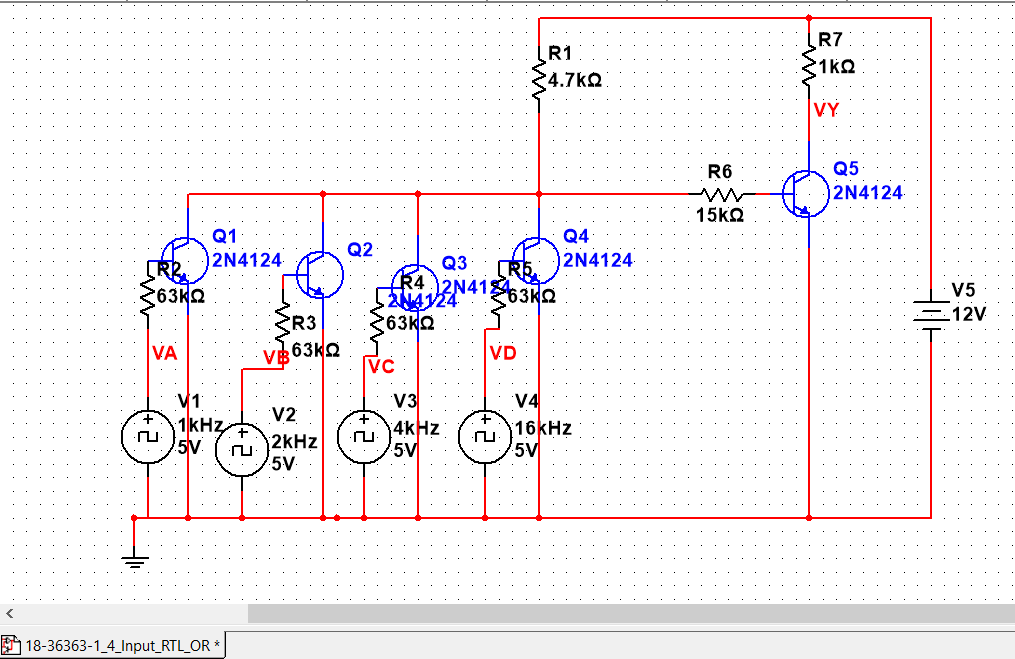 R1
4.7kΩ
R7
1kΩ
VY
R6
15kΩ
Q5
2N4124
Q1
2N4124
R2
63kΩ
Q2
R3
63kΩ
Q3
2N4124
R4
2N4124
63kΩ
Q4
2N4124
R5
63kΩ
V5
12V
VA
VB
VC
VD
V1
1kHz
5V
V2
2kHz
5V
V3
4kHz
5V
V4
16kHz
5V
18-36363-1_4_Input_RTL_OR *